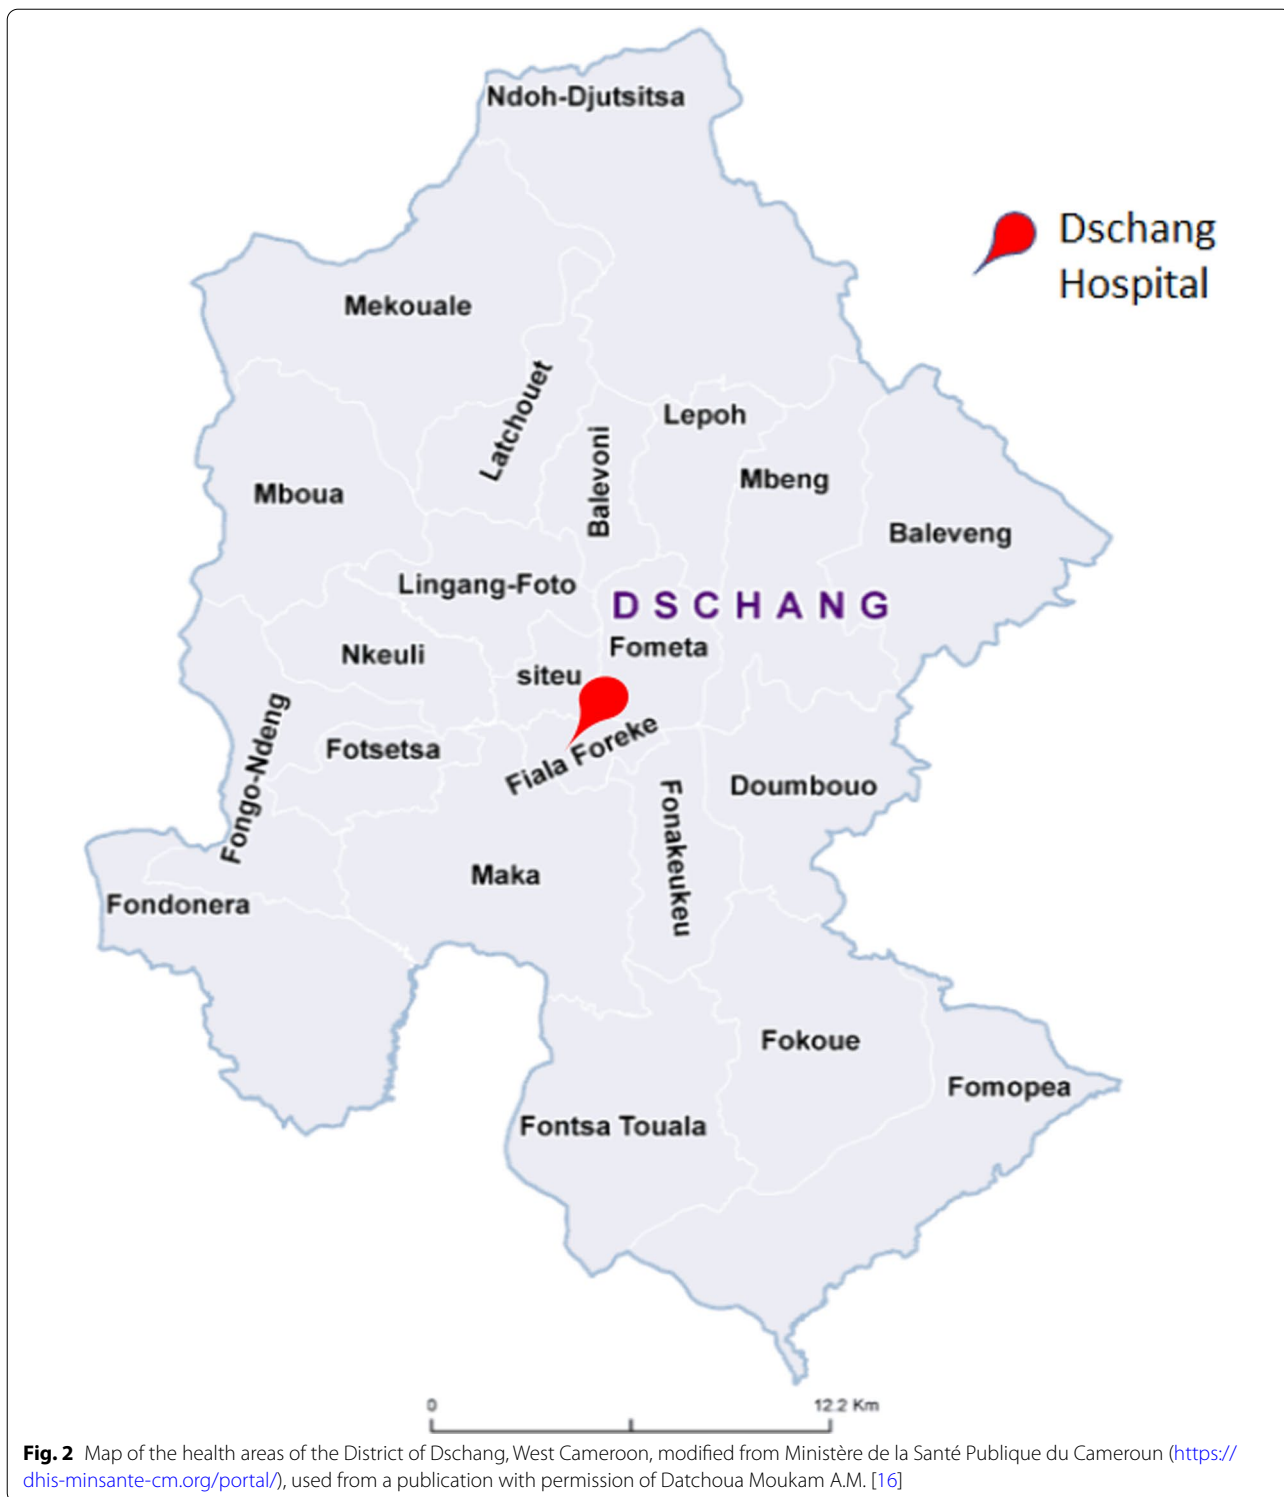 Ndoh-Djutsitsa
Dschang
Hospital
Mekouale
Latchouet
Lepoh
Balevoni
Mbeng
Mboua
Baleveng
Lingang-Foto
DSCHANG
Fometa
Nkeuli
siteu
Fongo-Ndeng
Fotsetsa
Fiala Foreke
Doumbouo
Fonakeukeu
Maka
Fondonera
Fokoue
Fomopea
Fontsa Touala
0
12.2 Km
Fig. 2 Map of the health areas of the District of Dschang, West Cameroon, modified from Ministère de la Santé Publique du Cameroun (https://
dhis-minsante-cm.org/portal/), used from a publication with permission of Datchoua Moukam A.M. [16]